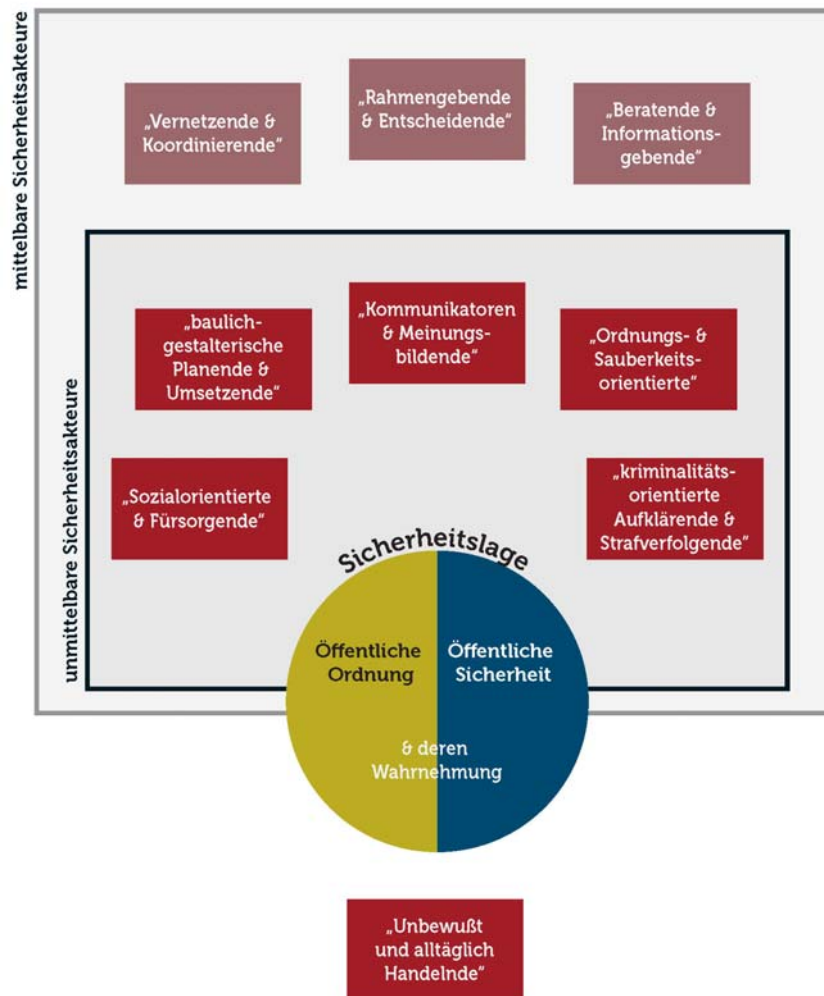 mittelbare Sicherheitsakteure
„Vernetzende &
Koordinierende“
„Rahmengebende
& Entscheidende“
„Beratende &
Informations-
gebende“
unmittelbare Sicherheitsakteure
„baulich-
gestalterische
Planende &
Umsetzende“
„Kommunikatoren
& Meinungs-
bildende“
„Ordnungs- &
Sauberkeits-
orientierte“
„Sozialorientierte
& Fürsorgende“
„kriminalitäts-
orientierte
Aufklärende &
Strafverfolgende“
Sicherheitslage
Öffentliche
Ordnung
Öffentliche
Sicherheit
& deren
Wahrnehmung
„Unbewußt
und alltäglich
Handelnde“